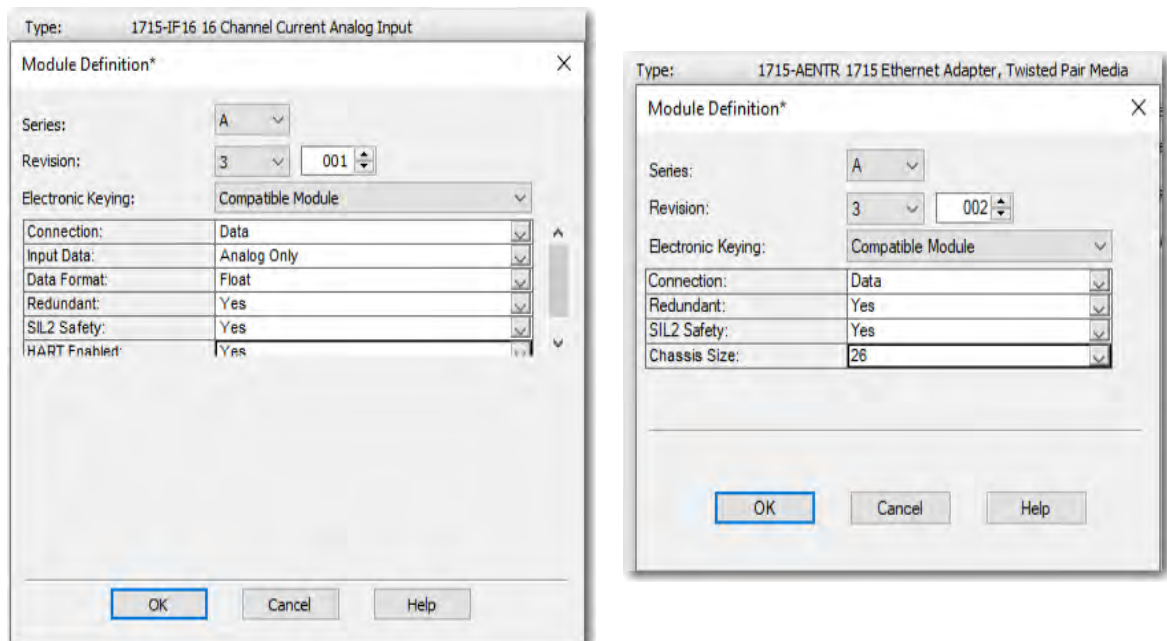 Type: 1715-IF16 16 Channel Current Analog Input
Module Definition*
Series: A
Revision: 3 001
Electronic Keying: Compatible Module
Connection: Data
Input Data: Analog Only
Data Format: Float
Redundant: Yes
SIL2 Safety: Yes
HART Enabled: Yes
OK Cancel Help
Type: 1715-AENTR 1715 Ethernet Adapter, Twisted Pair Media
Module Definition*
Series: A
Revision: 3 002
Electronic Keying: Compatible Module
Connection: Data
Redundant: Yes
SIL2 Safety: Yes
Chassis Size: 26
OK Cancel Help